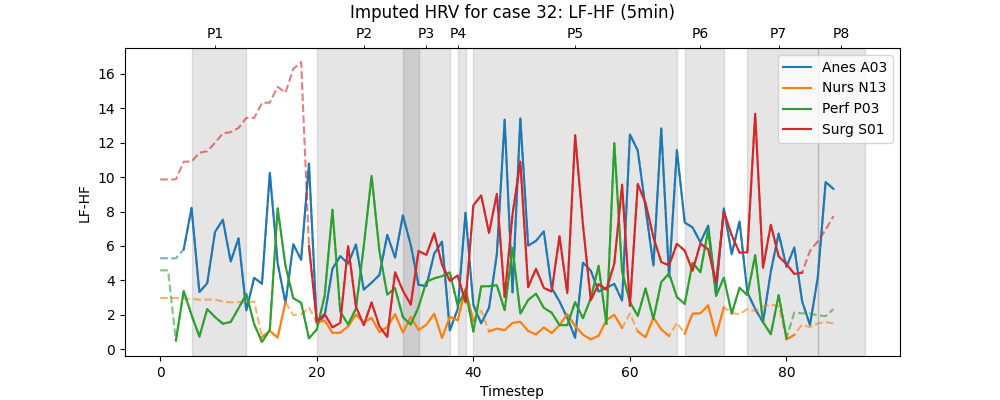 Imputed HRV for case 32: LF-HF (5min)
P1 P2 P3 P4 P5 P6 P7 P8
Anes A03
Nurs N13
Perf P03
Surg S01
LF-HF
16
14
12
10
8
6
4
2
0
0 20 40 60 80
Timestep